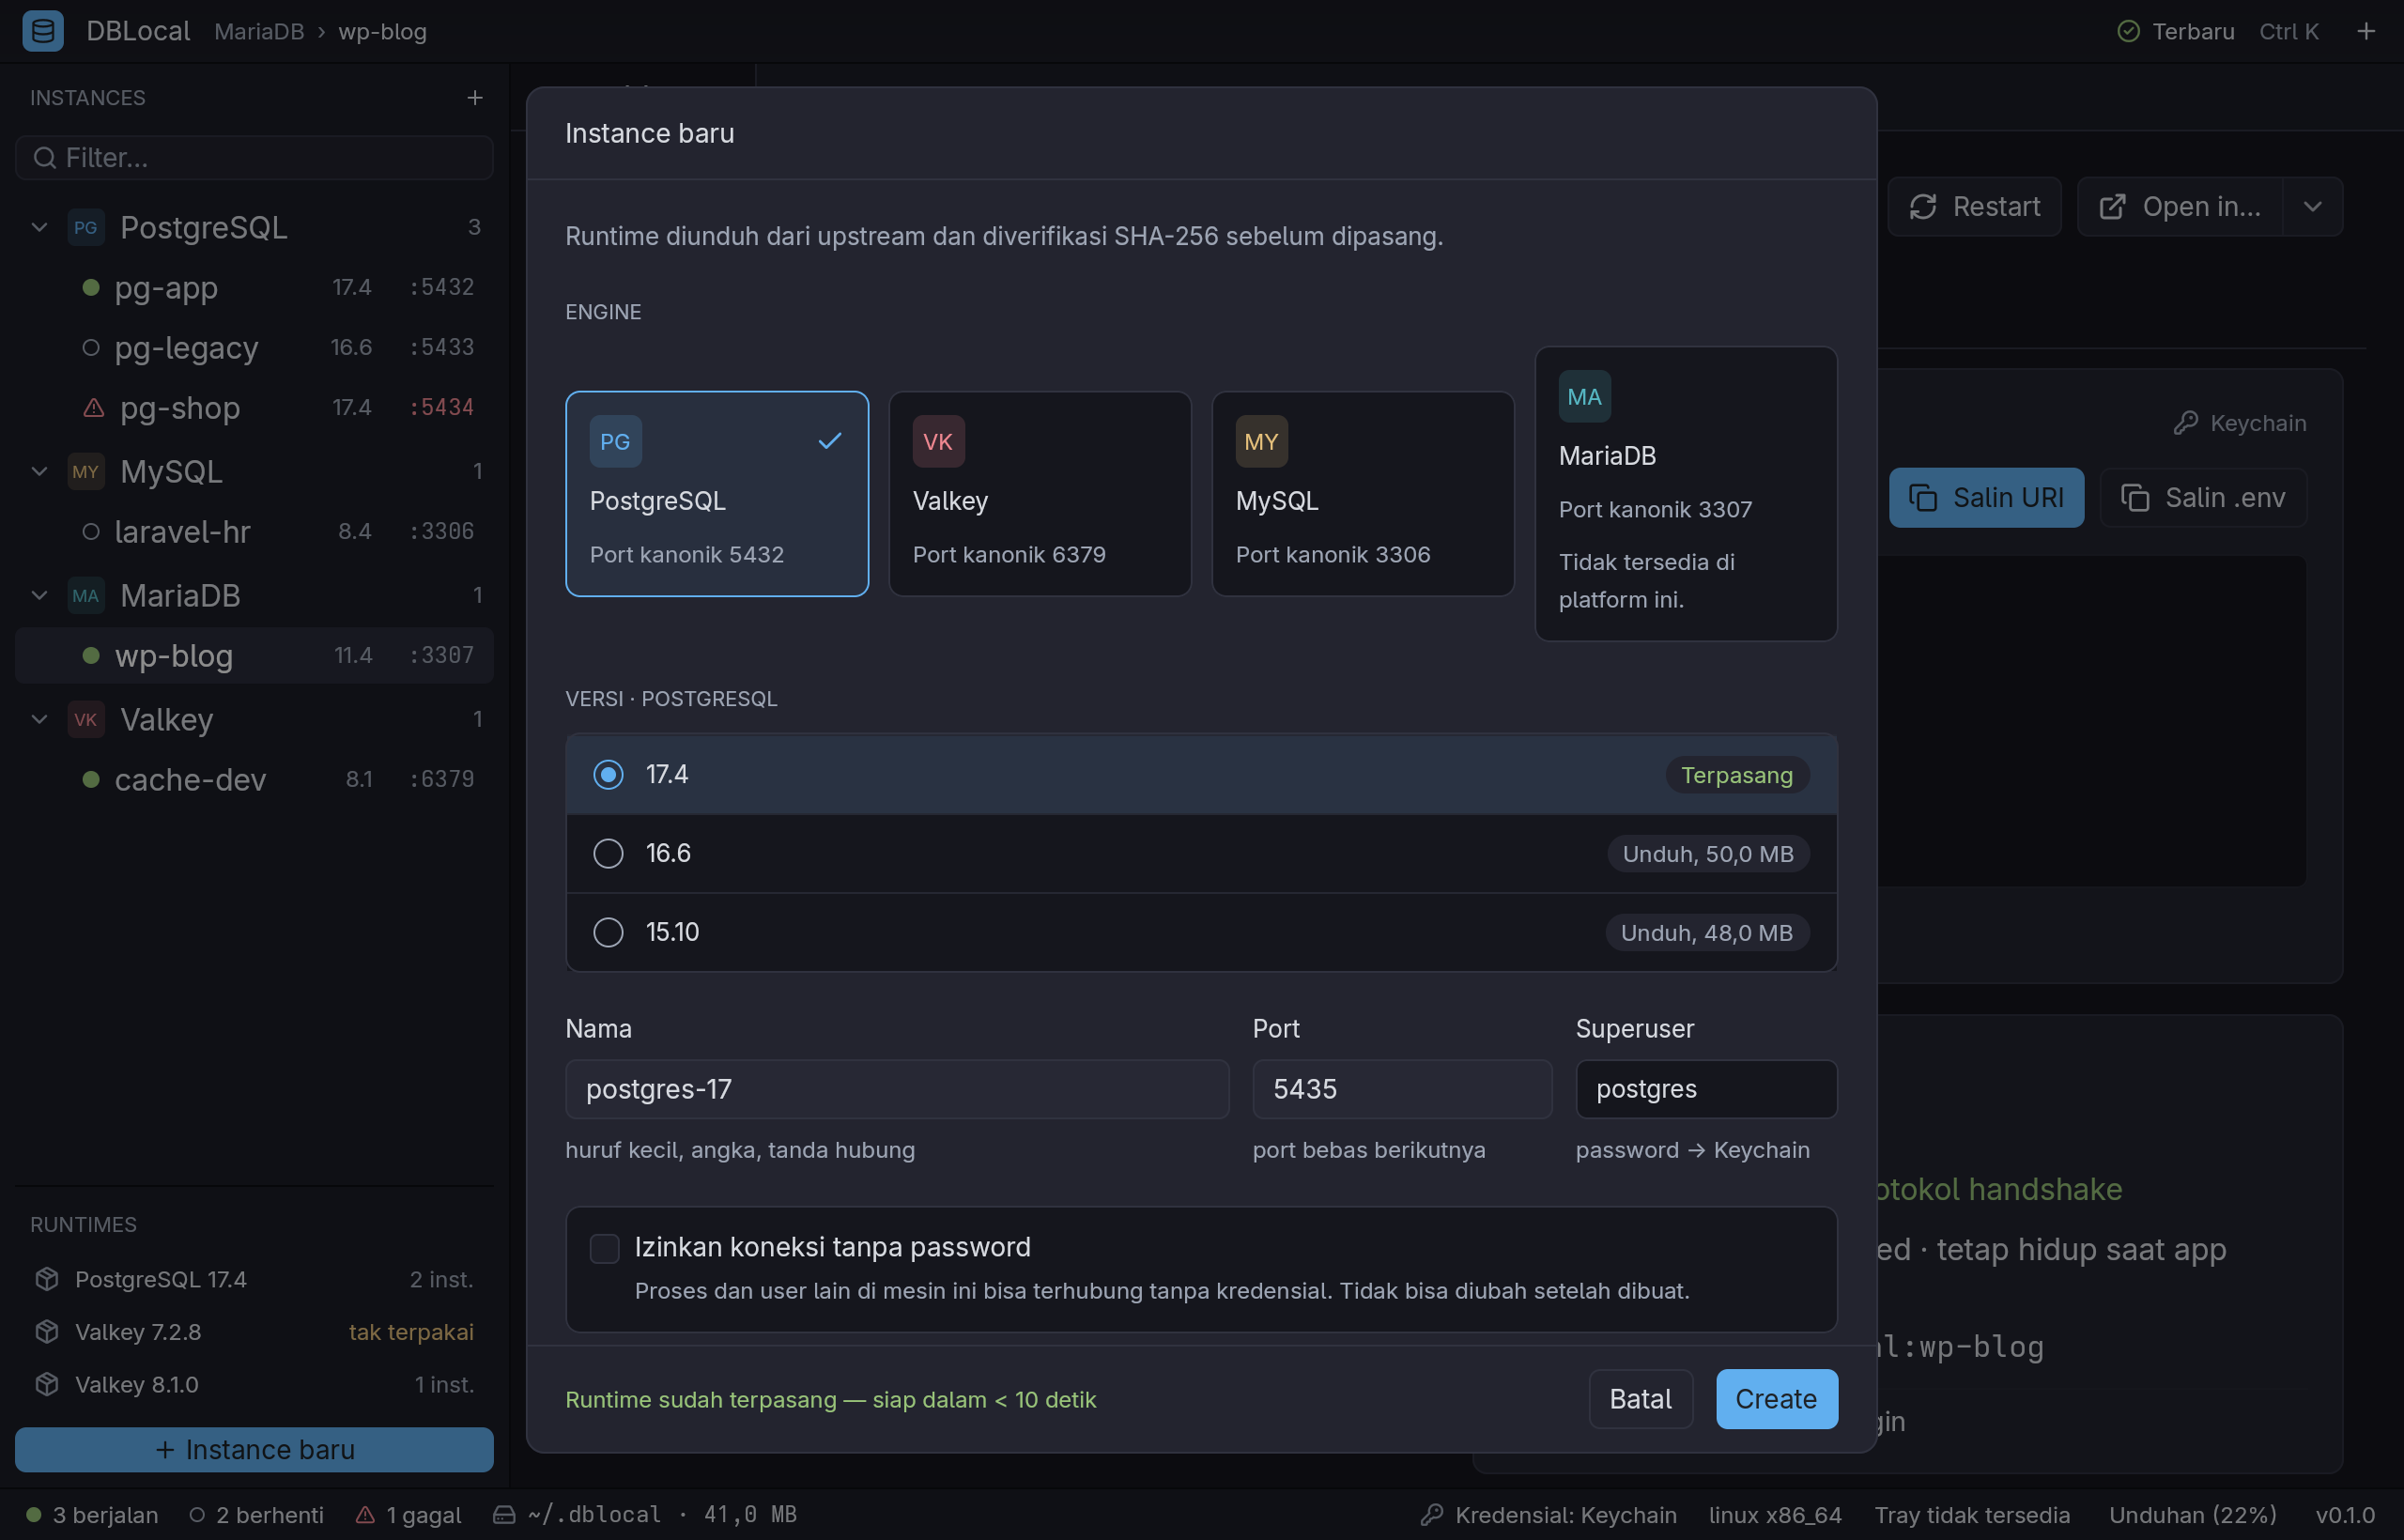 DBLocal MariaDB › wp-blog
Terbaru Ctrl K +
INSTANCES +
Filter...
PG PostgreSQL 3
pg-app 17.4 :5432
pg-legacy 16.6 :5433
pg-shop 17.4 :5434
MY MySQL 1
laravel-hr 8.4 :3306
MA MariaDB 1
wp-blog 11.4 :3307
VK Valkey 1
cache-dev 8.1 :6379
RUNTIMES
PostgreSQL 17.4 2 inst.
Valkey 7.2.8 tak terpakai
Valkey 8.1.0 1 inst.
+ Instance baru
Instance baru
Runtime diunduh dari upstream dan diverifikasi SHA-256 sebelum dipasang.
ENGINE
PG
PostgreSQL
Port kanonik 5432
VK
Valkey
Port kanonik 6379
MY
MySQL
Port kanonik 3306
MA
MariaDB
Port kanonik 3307
Tidak tersedia di
platform ini.
VERSI · POSTGRESQL
17.4 Terpasang
16.6 Unduh, 50,0 MB
15.10 Unduh, 48,0 MB
Nama Port Superuser
postgres-17 5435 postgres
huruf kecil, angka, tanda hubung port bebas berikutnya password → Keychain
Izinkan koneksi tanpa password
Proses dan user lain di mesin ini bisa terhubung tanpa kredensial. Tidak bisa diubah setelah dibuat.
Runtime sudah terpasang — siap dalam < 10 detik Batal Create
Restart Open in...
Keychain
Salin URI Salin .env
otokol handshake
ed · tetap hidup saat app
al:wp-blog
gin
3 berjalan 2 berhenti 1 gagal ~/.dblocal · 41,0 MB
Kredensial: Keychain linux x86_64 Tray tidak tersedia Unduhan (22%) v0.1.0